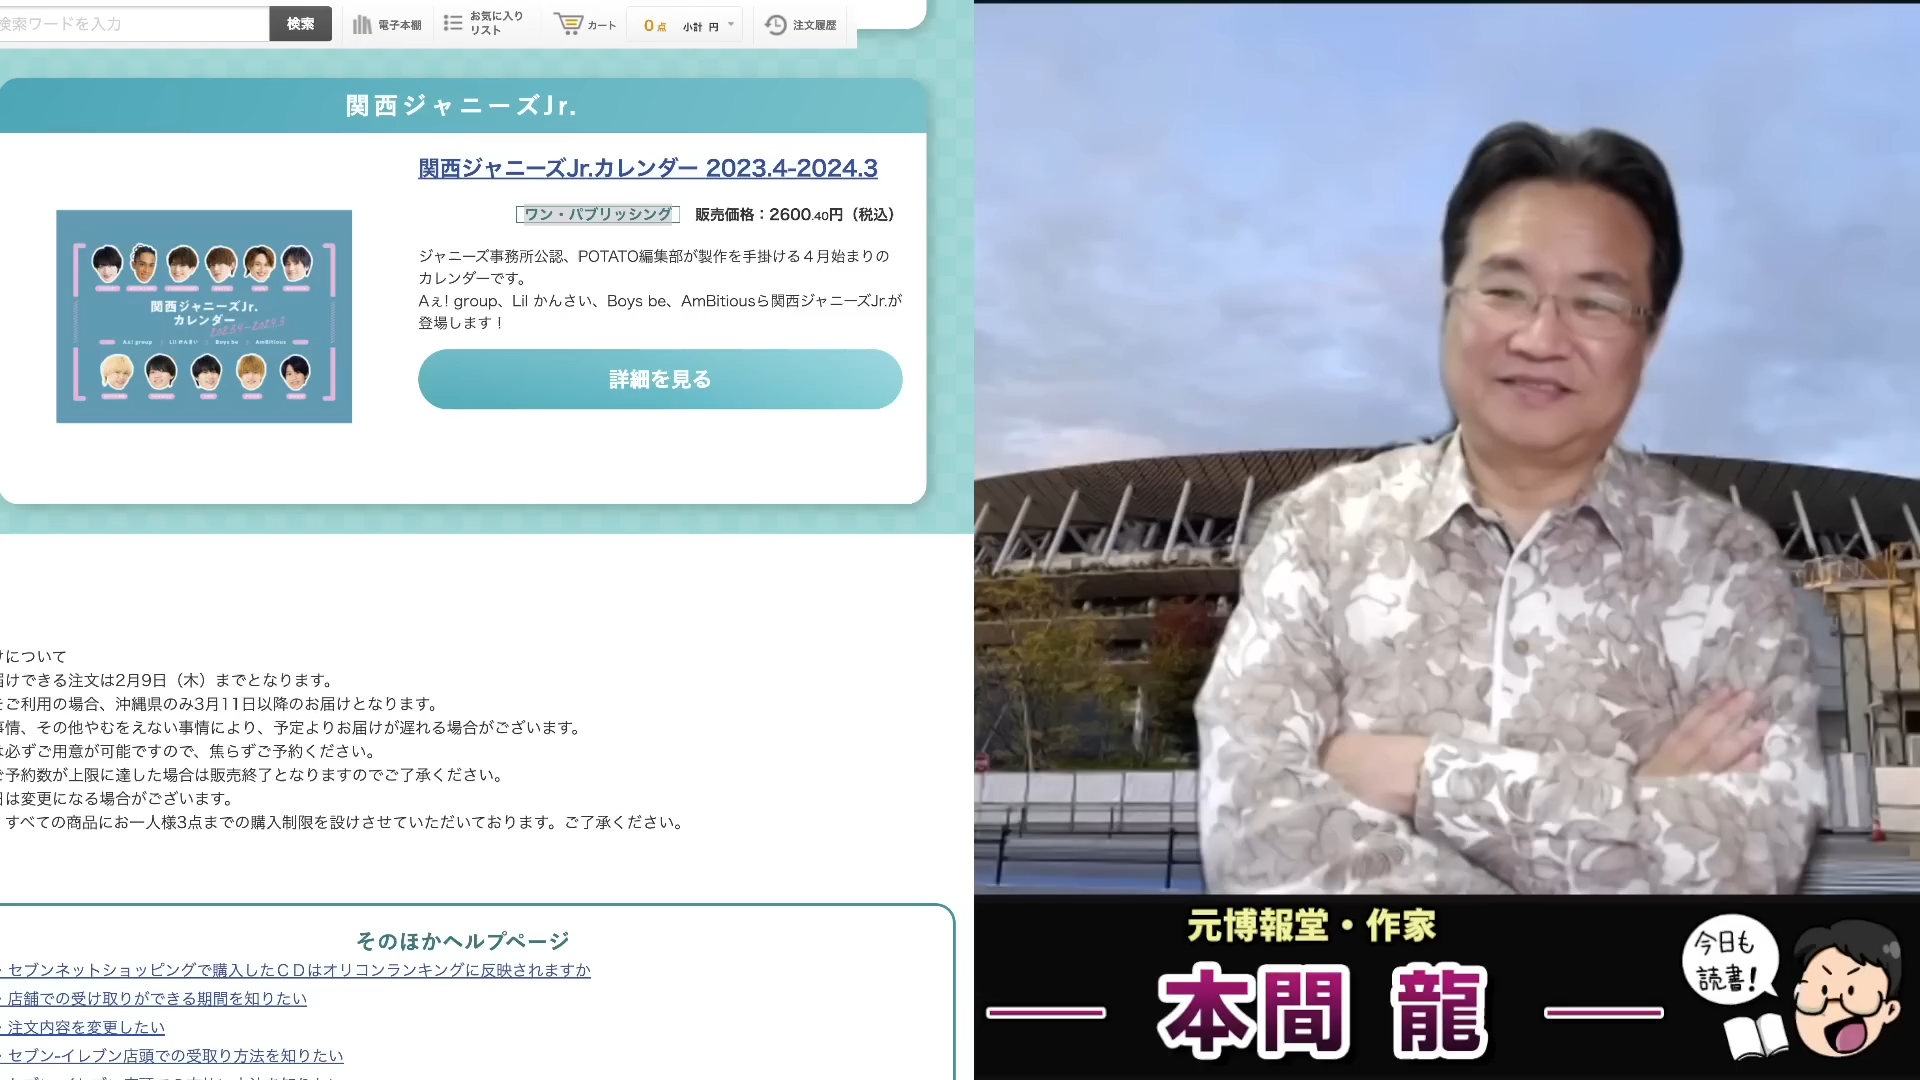 検索ワードを入力
検索
電子本棚
お気に入り
リスト
カート
0点 小計 円
注文履歴
関西ジャニーズJr.
関西ジャニーズJr.カレンダー 2023.4-2024.3
ワン・パブリッシング 販売価格：2600.40円（税込）
ジャニーズ事務所公認、POTATO編集部が製作を手掛ける４月始まりの
カレンダーです。
Aぇ! group、Lil かんさい、Boys be、AmBitiousら関西ジャニーズJr.が
登場します！
詳細を見る
関西ジャニーズJr.
カレンダー
2023.4-2024.3
Aぇ! group Lil かんさい Boys be AmBitious
けについて
届けできる注文は2月9日（木）までとなります。
をご利用の場合、沖縄県のみ3月11日以降のお届けとなります。
事情、その他やむをえない事情により、予定よりお届けが遅れる場合がございます。
は必ずご用意が可能ですので、焦らずご予約ください。
ご予約数が上限に達した場合は販売終了となりますのでご了承ください。
日は変更になる場合がございます。
すべての商品にお一人様3点までの購入制限を設けさせていただいております。ご了承ください。
そのほかヘルプページ
・セブンネットショッピングで購入したＣＤはオリコンランキングに反映されますか
・店舗での受け取りができる期間を知りたい
・注文内容を変更したい
・セブン-イレブン店頭での受取り方法を知りたい
元博報堂・作家
本間 龍
今日も
読書!